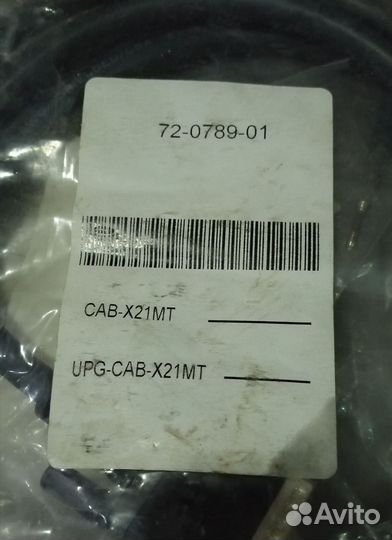 72-0789-01
CAB-X21MT
UPG-CAB-X21MT
Avito